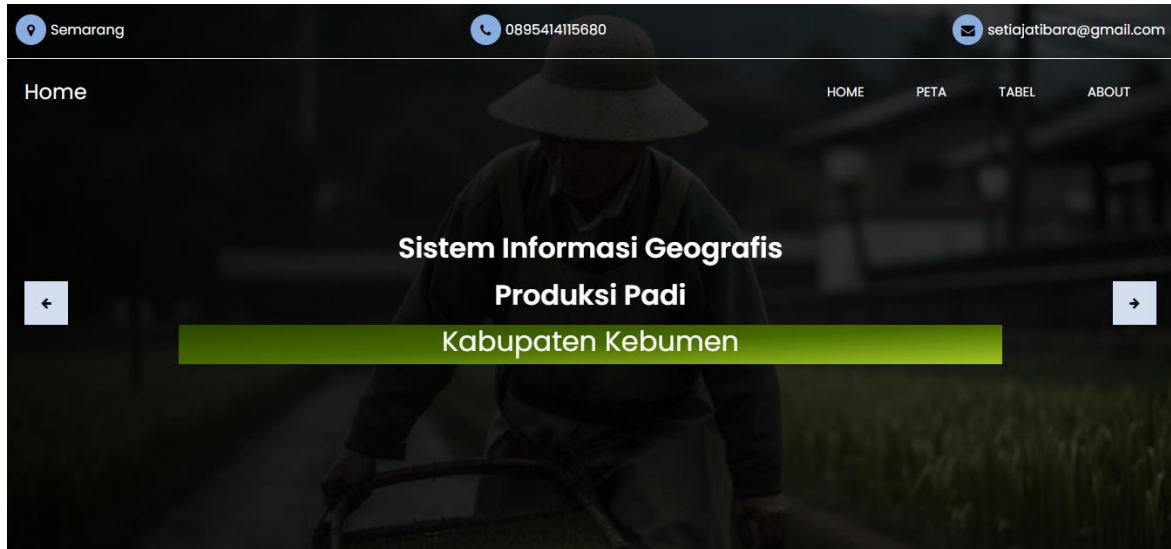 Semarang
0895414115680
setiajatibara@gmail.com
Home
HOME
PETA
TABEL
ABOUT
Sistem Informasi Geografis
Produksi Padi
Kabupaten Kebumen